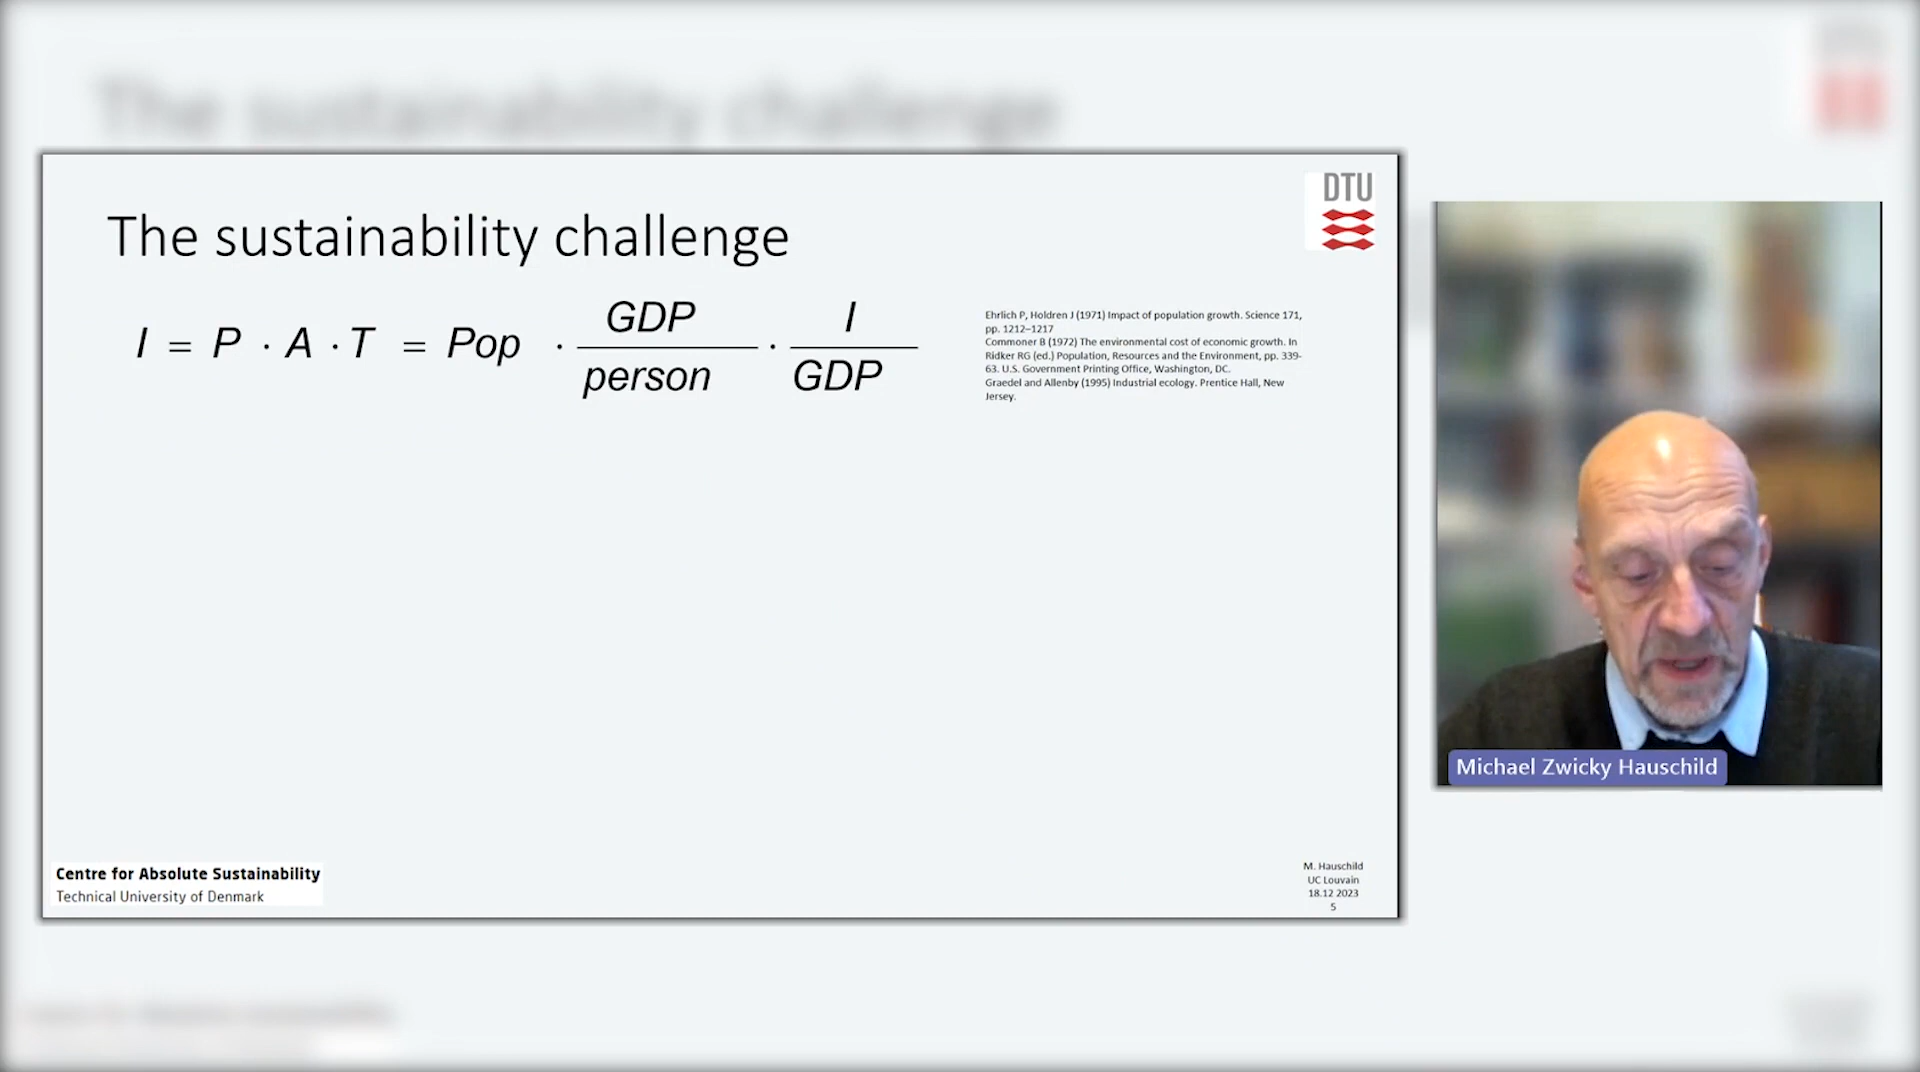 The sustainability challenge
The sustainability challenge
DTU
I = P · A · T = Pop · GDP/person · I/GDP
Ehrlich P, Holdren J (1971) Impact of population growth. Science 171,
pp. 1212–1217
Commoner B (1972) The environmental cost of economic growth. In
Ridker RG (ed.) Population, Resources and the Environment, pp. 339-
63. U.S. Government Printing Office, Washington, DC.
Graedel and Allenby (1995) Industrial ecology. Prentice Hall, New
Jersey.
Michael Zwicky Hauschild
Centre for Absolute Sustainability
Technical University of Denmark
M. Hauschild
UC Louvain
18.12 2023
5